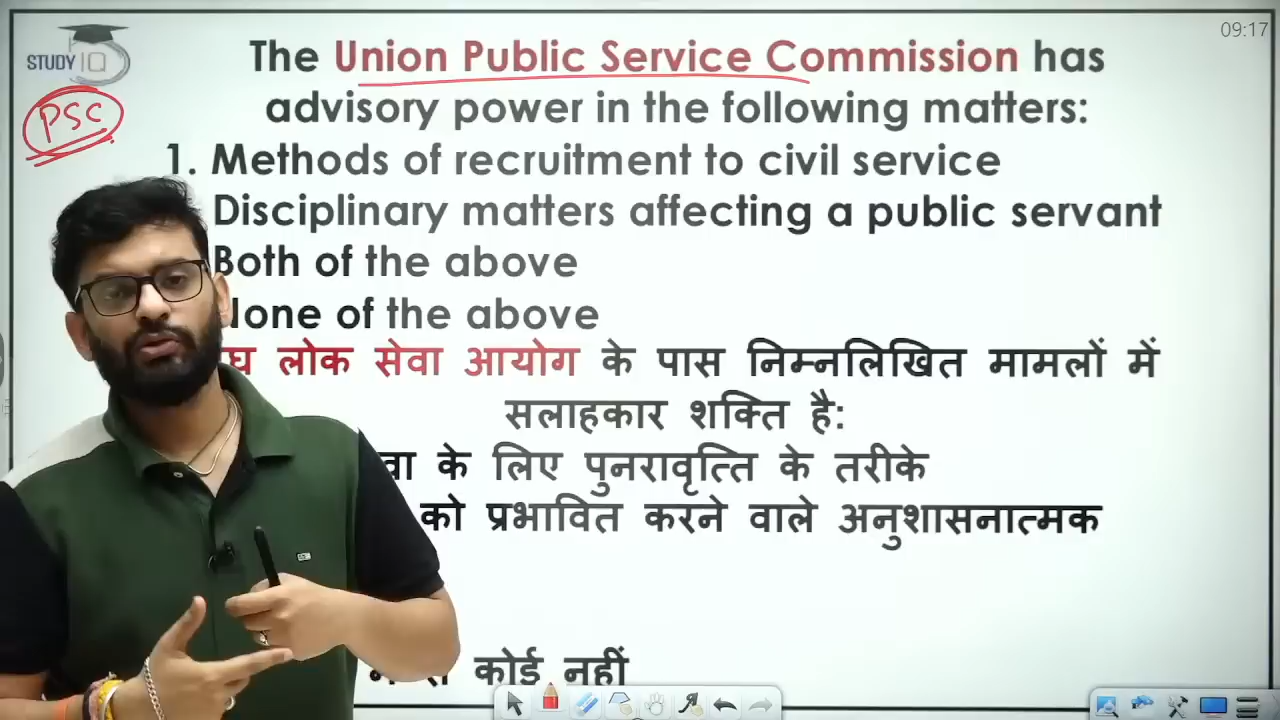 STUDY IQ
09:17
PSC
The Union Public Service Commission has
advisory power in the following matters:
1. Methods of recruitment to civil service
Disciplinary matters affecting a public servant
Both of the above
of the above
लोक सेवा आयोग के पास निम्नलिखित मामलों में
सलाहकार शक्ति है:
के लिए पुनरावृत्ति के तरीके
को प्रभावित करने वाले अनुशासनात्मक
कोई नहीं